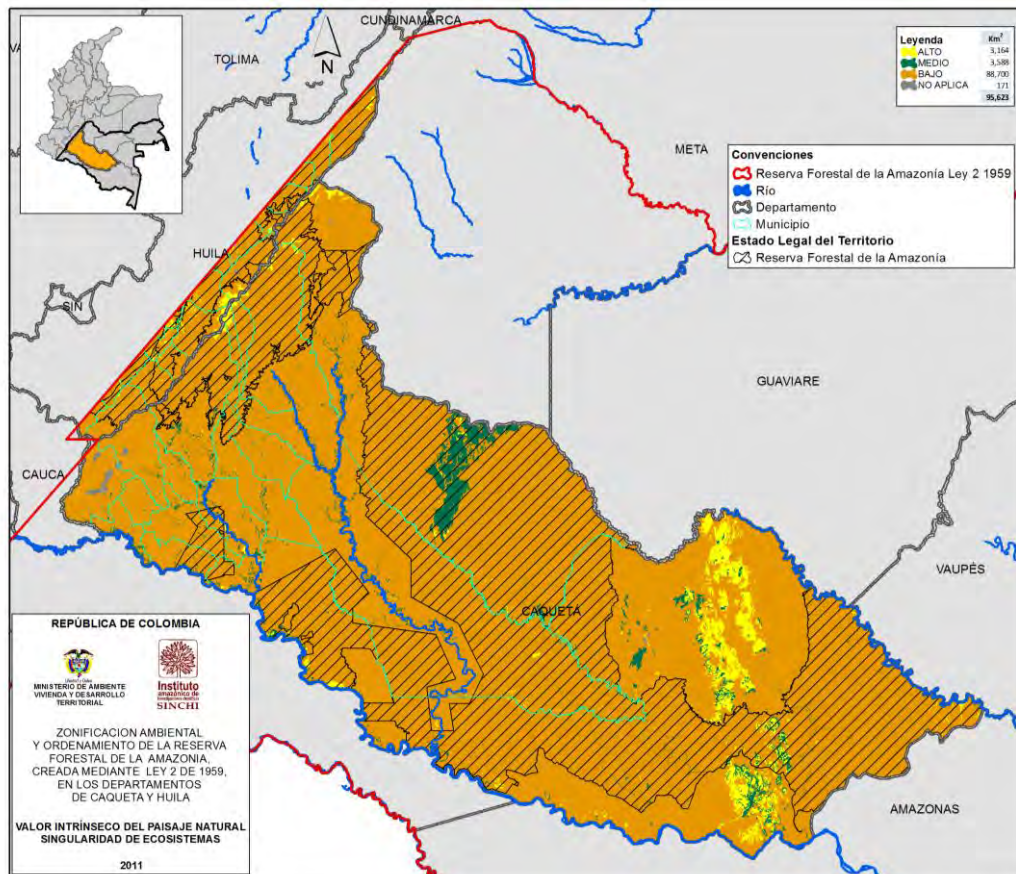 CUNDINAMARCA
VA
TOLIMA
N
Leyenda Km²
ALTO 3,164
MEDIO 3,588
BAJO 88,700
NO APLICA 171
95,623
META
Convenciones
Reserva Forestal de la Amazonía Ley 2 1959
Río
Departamento
Municipio
Estado Legal del Territorio
Reserva Forestal de la Amazonía
HUILA
SIN
GUAVIARE
CAUCA
VAUPÉS
CAQUETÁ
AMAZONAS
REPÚBLICA DE COLOMBIA
MINISTERIO DE AMBIENTE
VIVIENDA Y DESARROLLO
TERRITORIAL
Instituto
amazónico de
SINCHI
ZONIFICACION AMBIENTAL
Y ORDENAMIENTO DE LA RESERVA
FORESTAL DE LA AMAZONIA,
CREADA MEDIANTE LEY 2 DE 1959,
EN LOS DEPARTAMENTOS
DE CAQUETA Y HUILA
VALOR INTRÍNSECO DEL PAISAJE NATURAL
SINGULARIDAD DE ECOSISTEMAS
2011